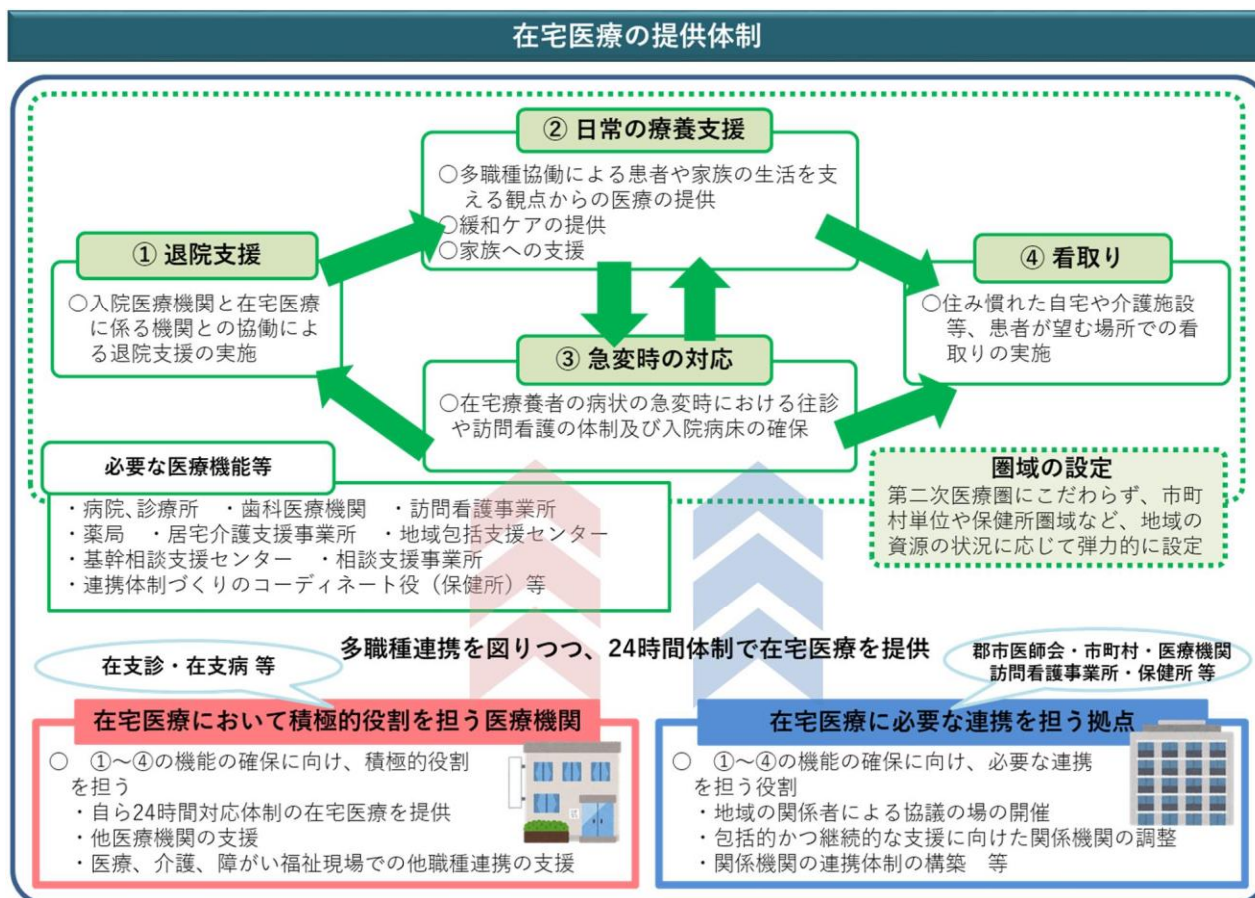 在宅医療の提供体制
② 日常の療養支援
○多職種協働による患者や家族の生活を支
える観点からの医療の提供
○緩和ケアの提供
○家族への支援
① 退院支援
○入院医療機関と在宅医療
に係る機関との協働によ
る退院支援の実施
④ 看取り
○住み慣れた自宅や介護施設
等、患者が望む場所での看
取りの実施
③ 急変時の対応
○在宅療養者の病状の急変時における往診
や訪問看護の体制及び入院病床の確保
必要な医療機能等
・病院、診療所 ・歯科医療機関 ・訪問看護事業所
・薬局 ・居宅介護支援事業所 ・地域包括支援センター
・基幹相談支援センター ・相談支援事業所
・連携体制づくりのコーディネート役（保健所）等
圏域の設定
第二次医療圏にこだわらず、市町
村単位や保健所圏域など、地域の
資源の状況に応じて弾力的に設定
多職種連携を図りつつ、24時間体制で在宅医療を提供
在支診・在支病 等
郡市医師会・市町村・医療機関
訪問看護事業所・保健所 等
在宅医療において積極的役割を担う医療機関
○ ①～④の機能の確保に向け、積極的役割
を担う
・自ら24時間対応体制の在宅医療を提供
・他医療機関の支援
・医療、介護、障がい福祉現場での他職種連携の支援
在宅医療に必要な連携を担う拠点
○ ①～④の機能の確保に向け、必要な連携
を担う役割
・地域の関係者による協議の場の開催
・包括的かつ継続的な支援に向けた関係機関の調整
・関係機関の連携体制の構築 等